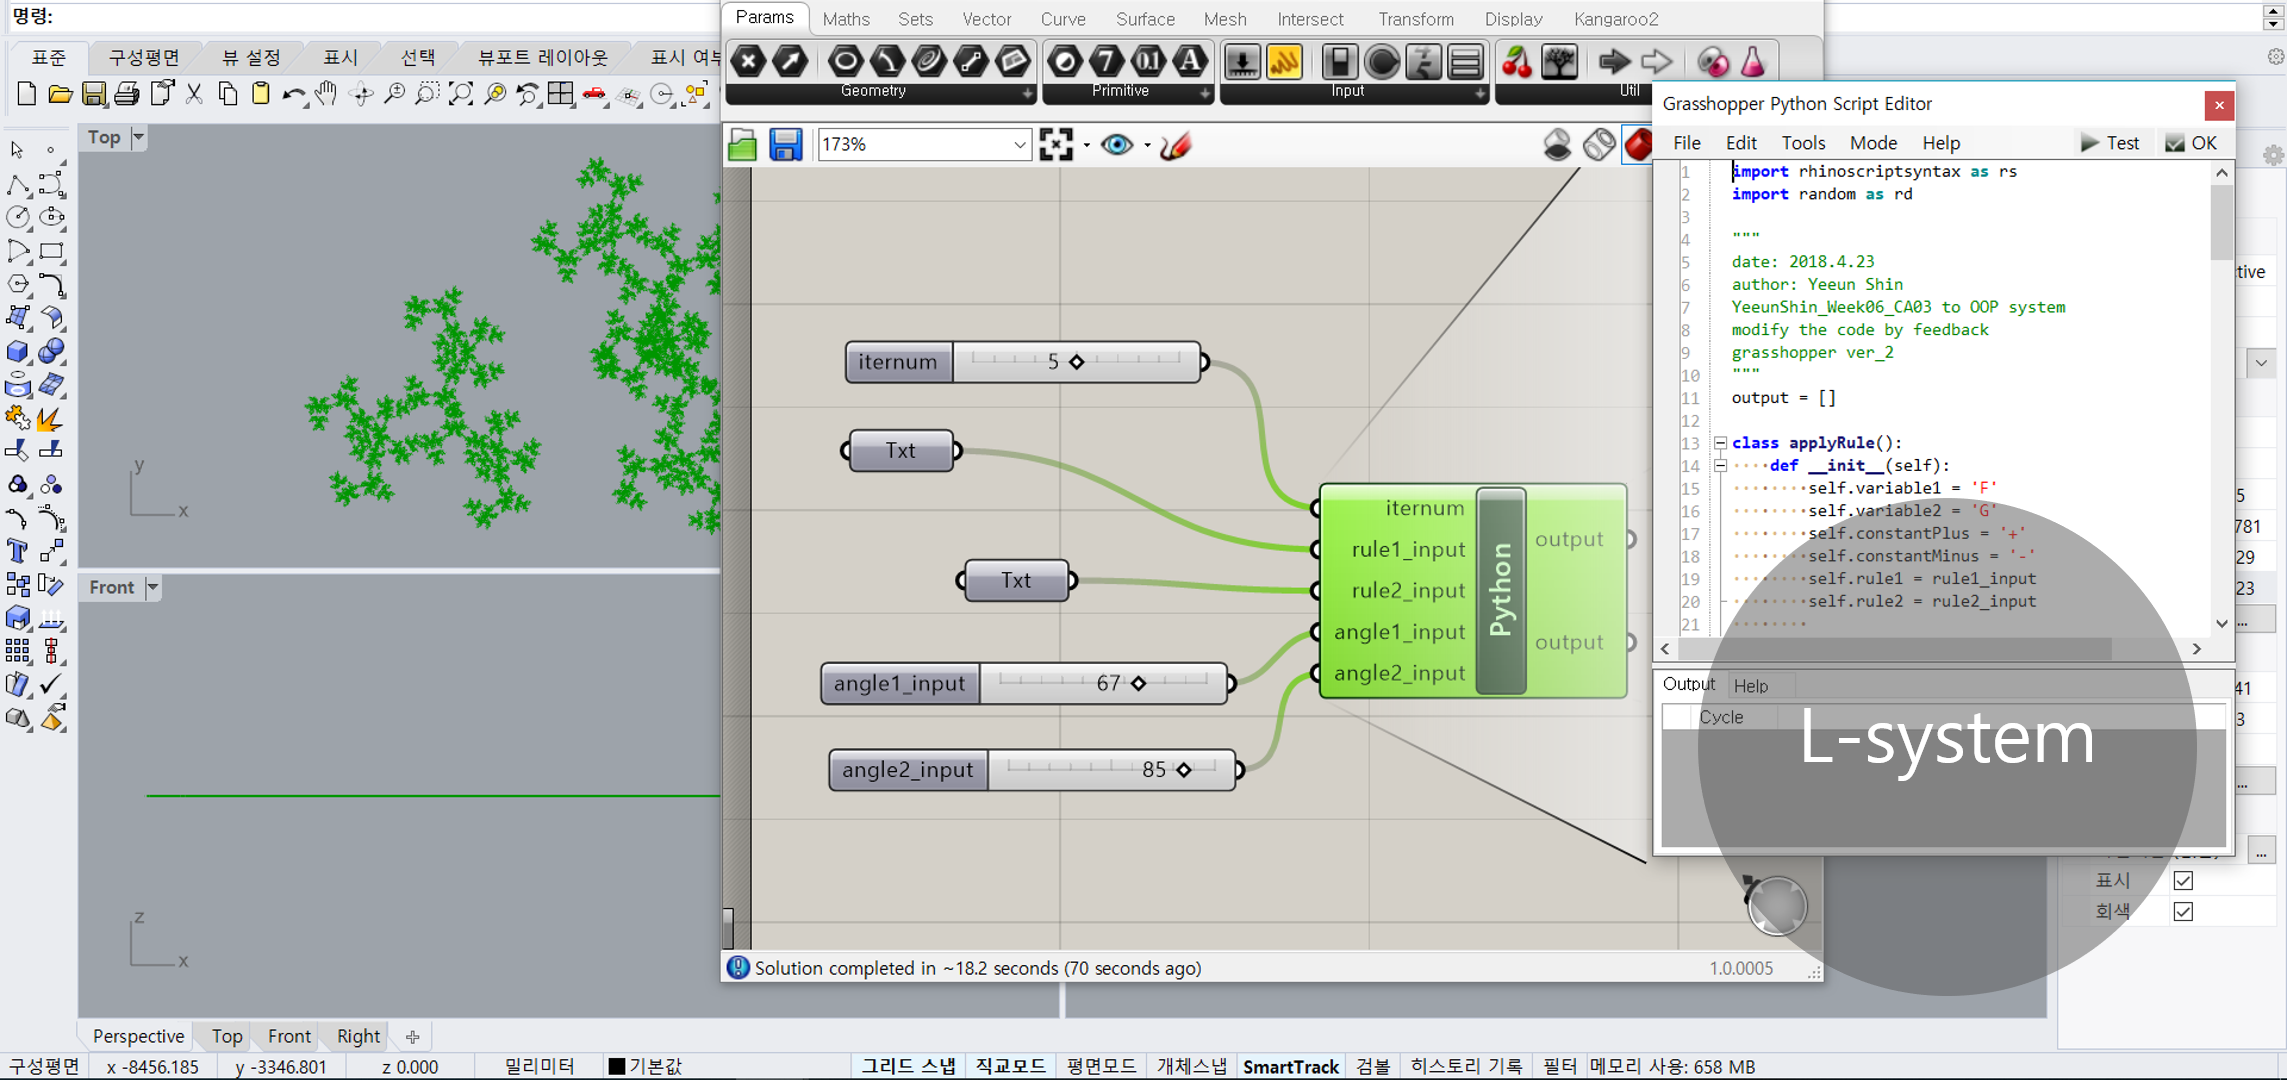 명령:
표준 구성평면 뷰 설정 표시 선택 뷰포트 레이아웃 표시 여부
Top
y
x
Front
z
x
Perspective Top Front Right
구성평면 x -8456.185 y -3346.801 z 0.000 밀리미터 기본값 그리드 스냅 직교모드 평면모드 개체스냅 SmartTrack 검볼 히스토리 기록 필터 메모리 사용: 658 MB
Params Maths Sets Vector Curve Surface Mesh Intersect Transform Display Kangaroo2
Geometry Primitive Input Util
173%
iternum 5
Txt
Txt
angle1_input 67
angle2_input 85
iternum
rule1_input
rule2_input
angle1_input
angle2_input
Python
output
output
Solution completed in ~18.2 seconds (70 seconds ago)
1.0.0005
Grasshopper Python Script Editor
File Edit Tools Mode Help Test OK
1 import rhinoscriptsyntax as rs
2 import random as rd
3
4 """
5 date: 2018.4.23
6 author: Yeeun Shin
7 YeeunShin_Week06_CA03 to OOP system
8 modify the code by feedback
9 grasshopper ver_2
10 """
11 output = []
12
13 class applyRule():
14 def __init__(self):
15 self.variable1 = 'F'
16 self.variable2 = 'G'
17 self.constantPlus = '+'
18 self.constantMinus = '-'
19 self.rule1 = rule1_input
20 self.rule2 = rule2_input
21
Output Help
Cycle
L-system
tive
5
781
29
23
...
41
3
...
...
표시
회색